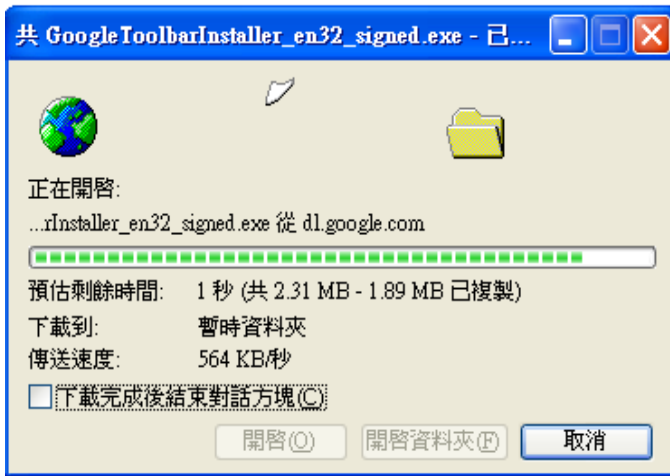 共 GoogleToolbarInstaller_en32_signed.exe - 已...
正在開啓:
...rInstaller_en32_signed.exe 從 dl.google.com
預估剩餘時間: 1 秒 (共 2.31 MB - 1.89 MB 已複製)
下載到: 暫時資料夾
傳送速度: 564 KB/秒
下載完成後結束對話方塊(C)
開啓(O) 開啓資料夾(F) 取消